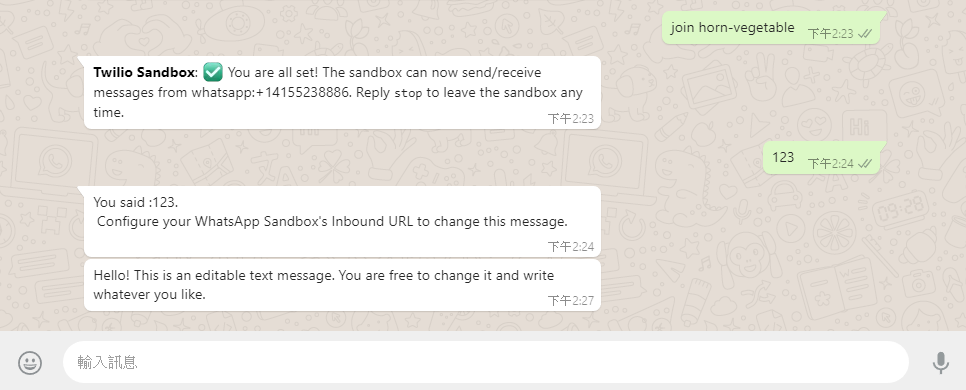 join horn-vegetable 下午2:23
Twilio Sandbox: ✅ You are all set! The sandbox can now send/receive
messages from whatsapp:+14155238886. Reply stop to leave the sandbox any
time.
下午2:23
123 下午2:24
You said :123.
Configure your WhatsApp Sandbox's Inbound URL to change this message.
下午2:24
Hello! This is an editable text message. You are free to change it and write
whatever you like.
下午2:27
輸入訊息